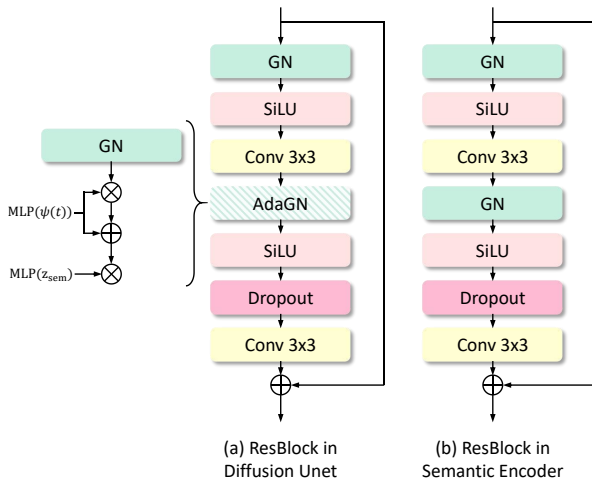 GN
MLP(ψ(t))
MLP(z_sem)
GN
SiLU
Conv 3x3
AdaGN
SiLU
Dropout
Conv 3x3
(a) ResBlock in
Diffusion Unet
GN
SiLU
Conv 3x3
GN
SiLU
Dropout
Conv 3x3
(b) ResBlock in
Semantic Encoder